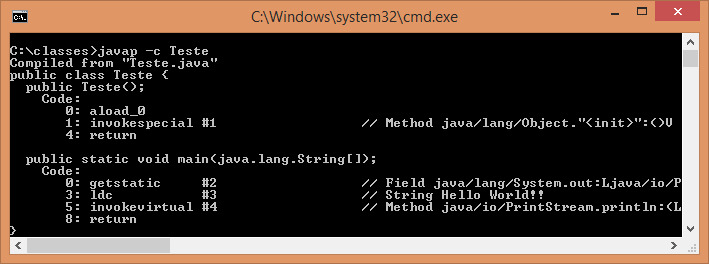 C:\Windows\system32\cmd.exe
C:\classes>javap -c Teste
Compiled from "Teste.java"
public class Teste {
  public Teste();
    Code:
       0: aload_0
       1: invokespecial #1                  // Method java/lang/Object."<init>":()V
       4: return

  public static void main(java.lang.String[]);
    Code:
       0: getstatic     #2                  // Field java/lang/System.out:Ljava/io/P
       3: ldc           #3                  // String Hello World!!
       5: invokevirtual #4                  // Method java/io/PrintStream.println:(L
       8: return
}